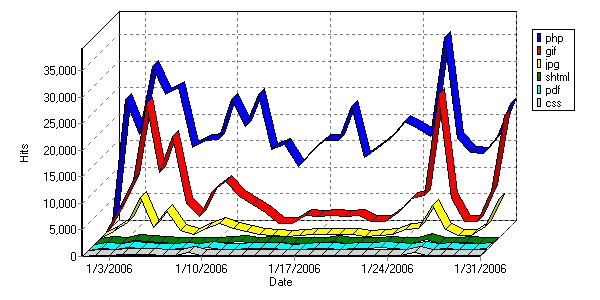 php
gif
jpg
shtml
pdf
css
35,000
30,000
25,000
20,000
15,000
10,000
5,000
0
Hits
1/3/2006 1/10/2006 1/17/2006 1/24/2006 1/31/2006
Date